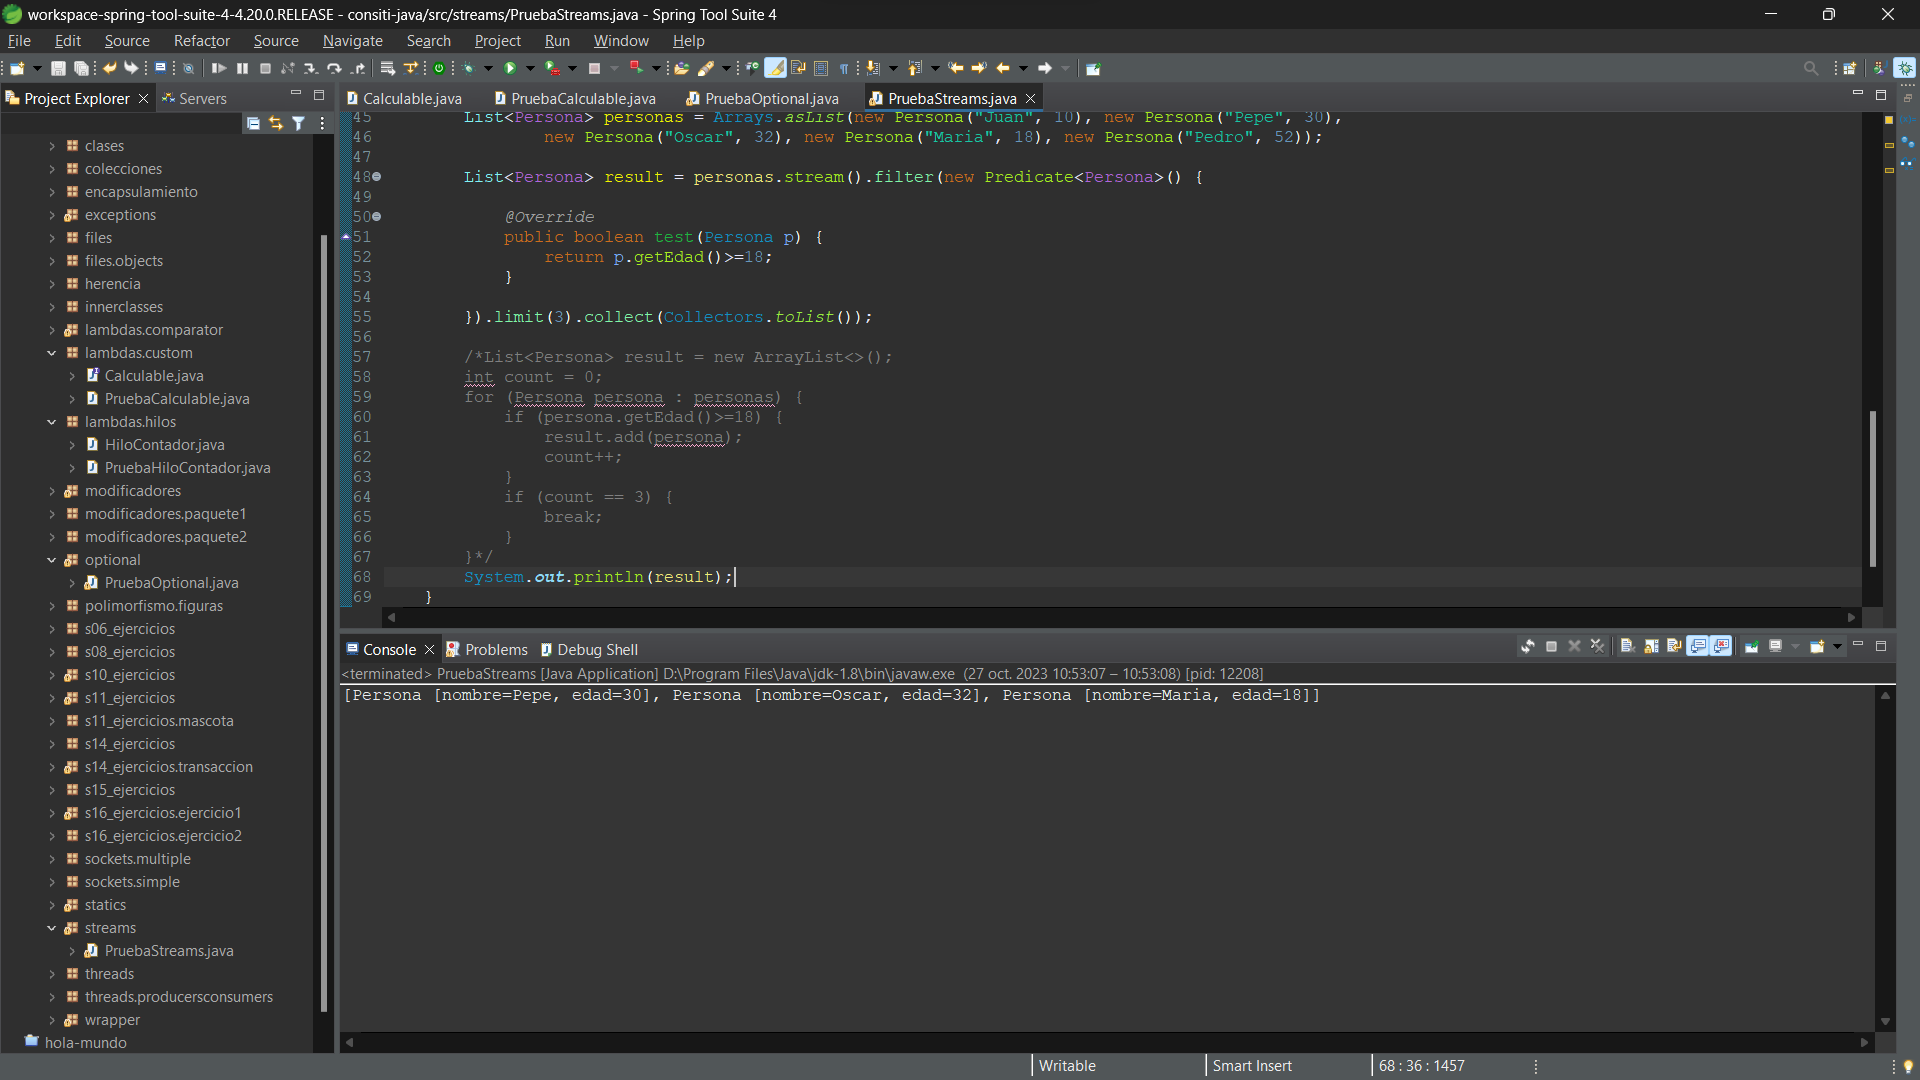 workspace-spring-tool-suite-4-4.20.0.RELEASE - consiti-java/src/streams/PruebaStreams.java - Spring Tool Suite 4
File Edit Source Refactor Source Navigate Search Project Run Window Help
Project Explorer Servers
clases
colecciones
encapsulamiento
exceptions
files
files.objects
herencia
innerclasses
lambdas.comparator
lambdas.custom
Calculable.java
PruebaCalculable.java
lambdas.hilos
HiloContador.java
PruebaHiloContador.java
modificadores
modificadores.paquete1
modificadores.paquete2
optional
PruebaOptional.java
polimorfismo.figuras
s06_ejercicios
s08_ejercicios
s10_ejercicios
s11_ejercicios
s11_ejercicios.mascota
s14_ejercicios
s14_ejercicios.transaccion
s15_ejercicios
s16_ejercicios.ejercicio1
s16_ejercicios.ejercicio2
sockets.multiple
sockets.simple
statics
streams
PruebaStreams.java
threads
threads.producersconsumers
wrapper
hola-mundo
Calculable.java PruebaCalculable.java PruebaOptional.java PruebaStreams.java
45 List<Persona> personas = Arrays.asList(new Persona("Juan", 10), new Persona("Pepe", 30),
46 new Persona("Oscar", 32), new Persona("Maria", 18), new Persona("Pedro", 52));
47
48 List<Persona> result = personas.stream().filter(new Predicate<Persona>() {
49
50 @Override
51 public boolean test(Persona p) {
52 return p.getEdad()>=18;
53 }
54
55 }).limit(3).collect(Collectors.toList());
56
57 /*List<Persona> result = new ArrayList<>();
58 int count = 0;
59 for (Persona persona : personas) {
60 if (persona.getEdad()>=18) {
61 result.add(persona);
62 count++;
63 }
64 if (count == 3) {
65 break;
66 }
67 }*/
68 System.out.println(result);
69 }
Console Problems Debug Shell
<terminated> PruebaStreams [Java Application] D:\Program Files\Java\jdk-1.8\bin\javaw.exe (27 oct. 2023 10:53:07 – 10:53:08) [pid: 12208]
[Persona [nombre=Pepe, edad=30], Persona [nombre=Oscar, edad=32], Persona [nombre=Maria, edad=18]]
Writable Smart Insert 68 : 36 : 1457